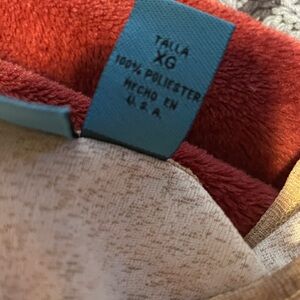 TALLA
XG
100% POLIESTER
HECHO EN
U.S.A.